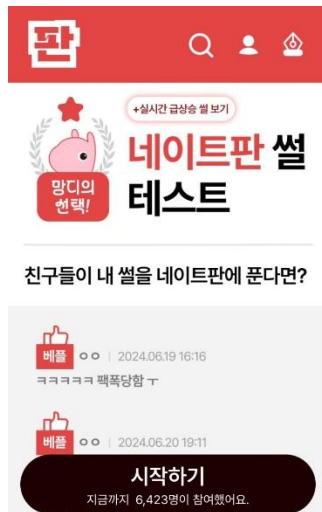 판
+실시간 급상승 썰 보기
네이트판 썰
테스트
망디의
선택!
친구들이 내 썰을 네이트판에 푼다면?
베플 ㅇㅇ | 2024.06.19 16:16
ㅋㅋㅋㅋㅋ 팩폭당함 ㅜ
베플 ㅇㅇ | 2024.06.20 19:11
시작하기
지금까지 6,423명이 참여했어요.